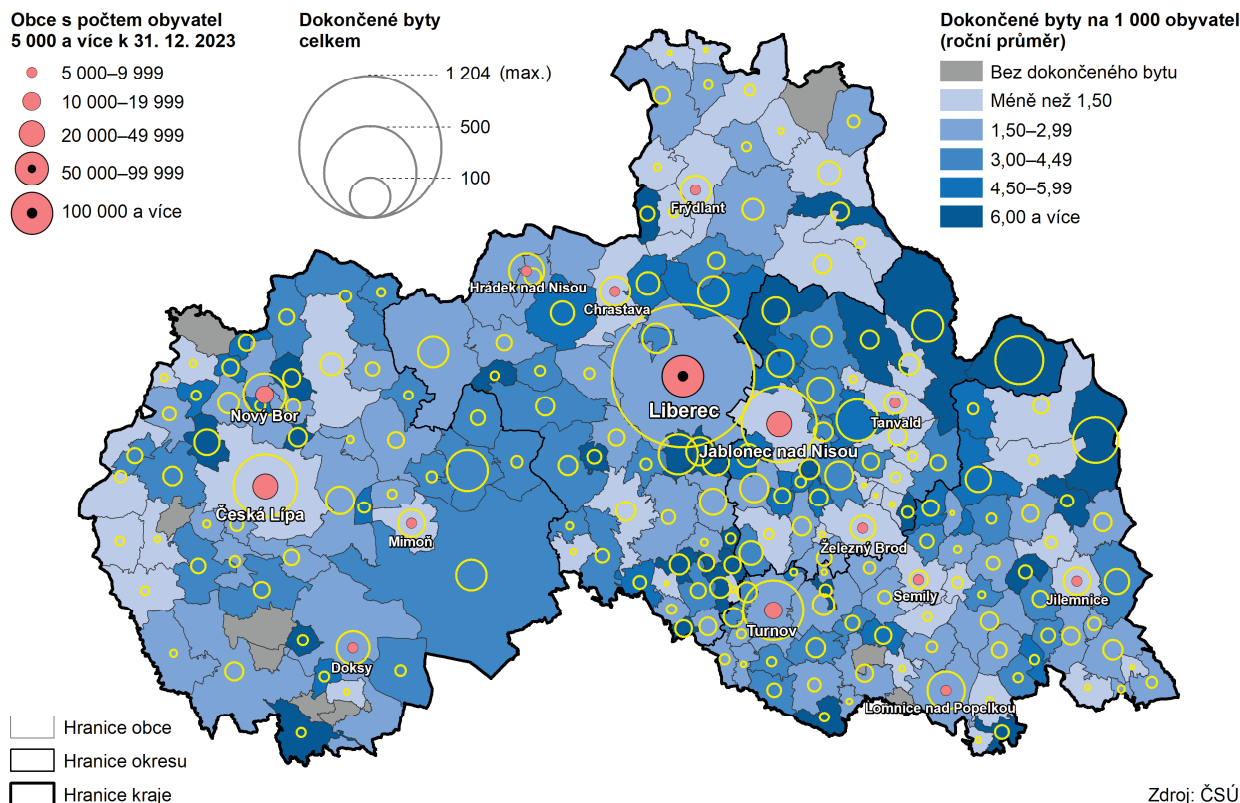 Obce s počtem obyvatel
5 000 a více k 31. 12. 2023
5 000–9 999
10 000–19 999
20 000–49 999
50 000–99 999
100 000 a více
Dokončené byty
celkem
1 204 (max.)
500
100
Dokončené byty na 1 000 obyvatel
(roční průměr)
Bez dokončeného bytu
Méně než 1,50
1,50–2,99
3,00–4,49
4,50–5,99
6,00 a více
Frýdlant
Hrádek nad Nisou
Chrastava
Nový Bor
Liberec
Tanvald
Jablonec nad Nisou
Česká Lípa
Mimoň
Železný Brod
Semily
Jilemnice
Turnov
Doksy
Lomnice nad Popelkou
Hranice obce
Hranice okresu
Hranice kraje
Zdroj: ČSÚ